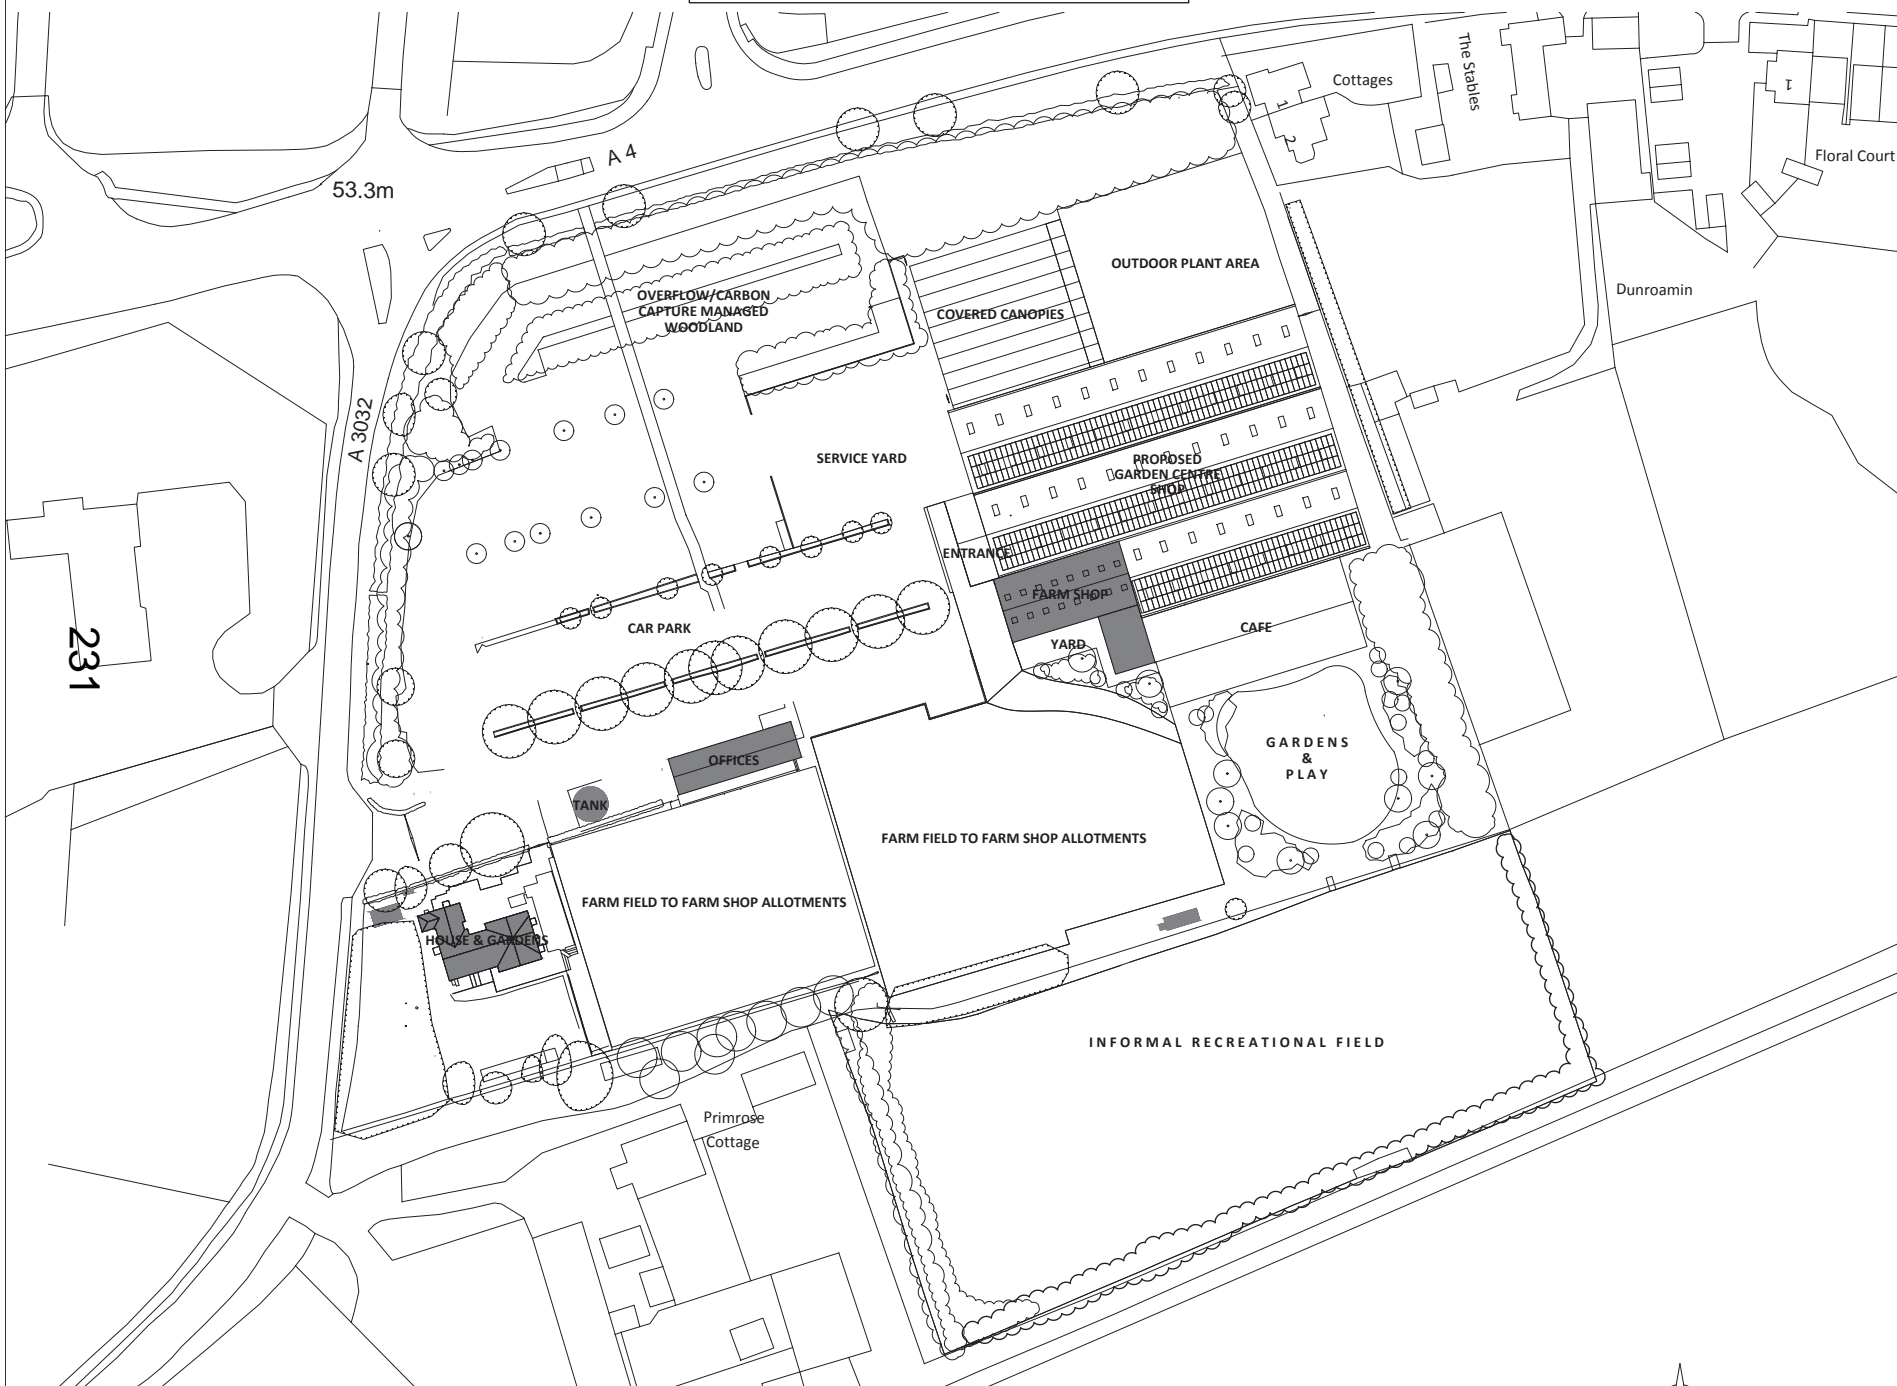 The Stables
Cottages
1
2
1
Floral Court
A 4
53.3m
OUTDOOR PLANT AREA
Dunroamin
OVERFLOW/CARBON
CAPTURE MANAGED
WOODLAND
COVERED CANOPIES
A 3032
SERVICE YARD
PROPOSED
GARDEN CENTRE
SHOP
ENTRANCE
FARM SHOP
CAR PARK
CAFE
YARD
231
GARDENS
&
PLAY
OFFICES
TANK
FARM FIELD TO FARM SHOP ALLOTMENTS
FARM FIELD TO FARM SHOP ALLOTMENTS
HOUSE & GARDENS
INFORMAL RECREATIONAL FIELD
Primrose
Cottage